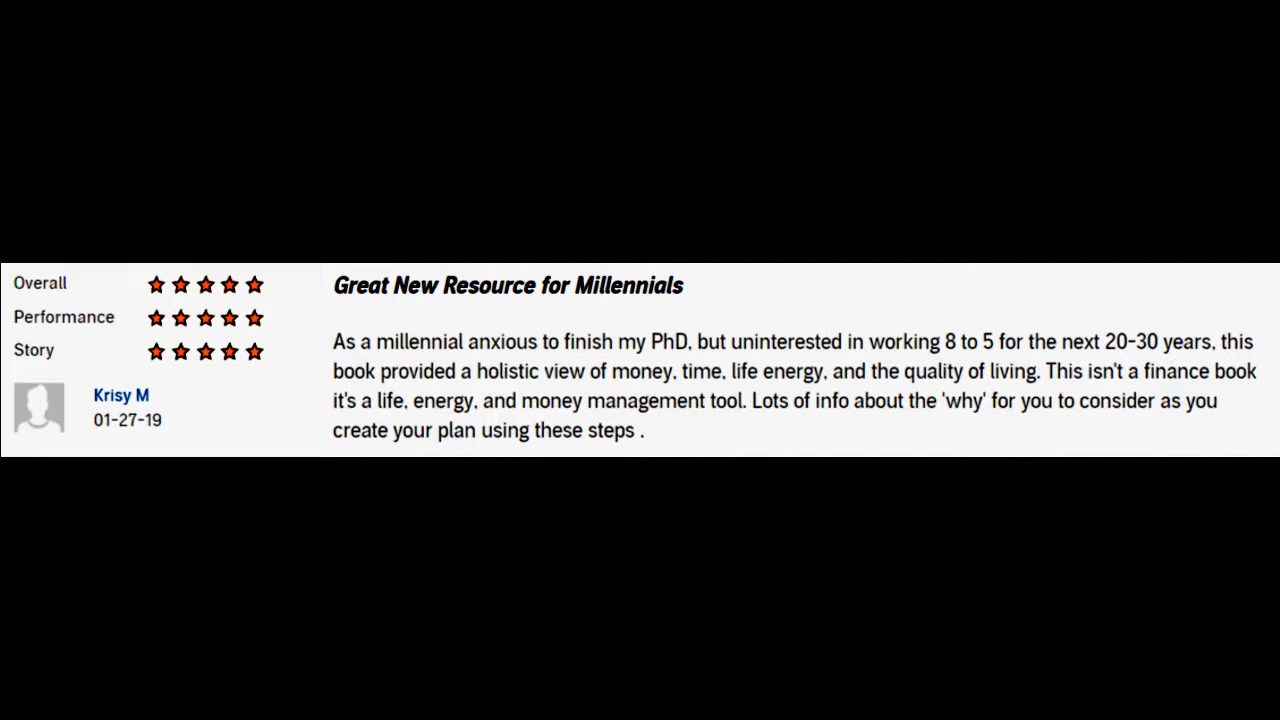 Overall
Performance
Story
Krisy M
01-27-19
Great New Resource for Millennials
As a millennial anxious to finish my PhD, but uninterested in working 8 to 5 for the next 20-30 years, this
book provided a holistic view of money, time, life energy, and the quality of living. This isn't a finance book
it's a life, energy, and money management tool. Lots of info about the 'why' for you to consider as you
create your plan using these steps .